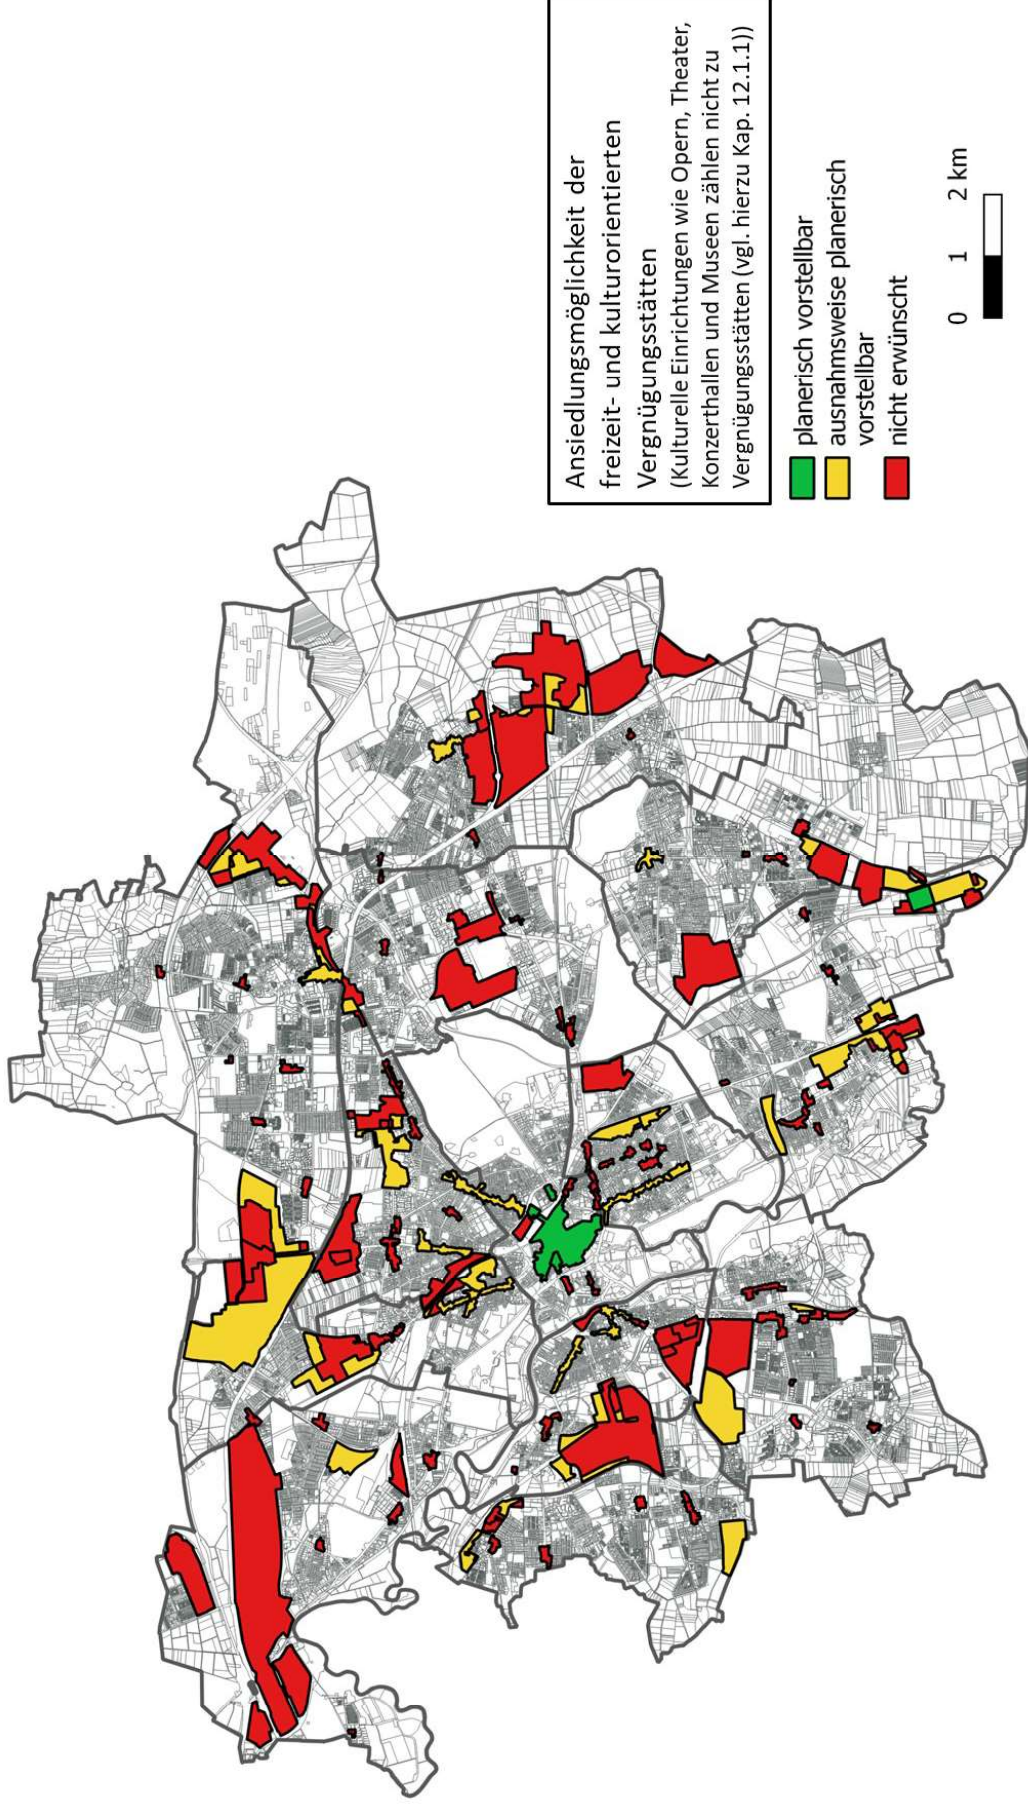 Ansiedlungsmöglichkeit der
freizeit- und kulturorientierten
Vergnügungsstätten
(Kulturelle Einrichtungen wie Opern, Theater,
Konzerthallen und Museen zählen nicht zu
Vergnügungsstätten (vgl. hierzu Kap. 12.1.1))
planerisch vorstellbar
ausnahmsweise planerisch
vorstellbar
nicht erwünscht
0 1 2 km